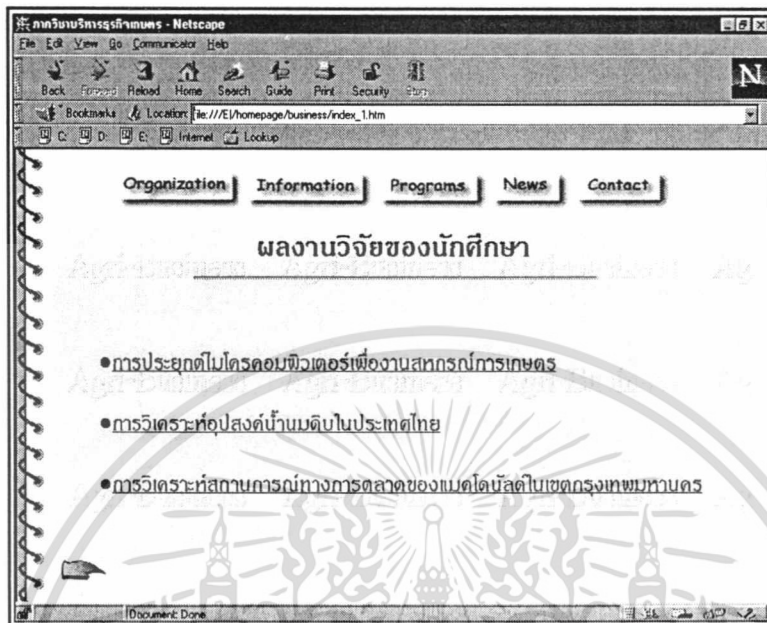 ภาควิชาบริหารธุรกิจเกษตร - Netscape
File Edit View Go Communicator Help
Back Forward Reload Home Search Guide Print Security Stop
N
Bookmarks Location: file:///E|/homepage/business/index_1.htm
C: D: E: Internet Lookup
Organization Information Programs News Contact
ผลงานวิจัยของนักศึกษา
การประยุกต์ไมโครคอมพิวเตอร์เพื่องานสหกรณ์การเกษตร
การวิเคราะห์อุปสงค์น้ำนมดิบในประเทศไทย
การวิเคราะห์สถานการณ์ทางการตลาดของแมคโดนัลด์ในเขตกรุงเทพมหานคร
Document: Done